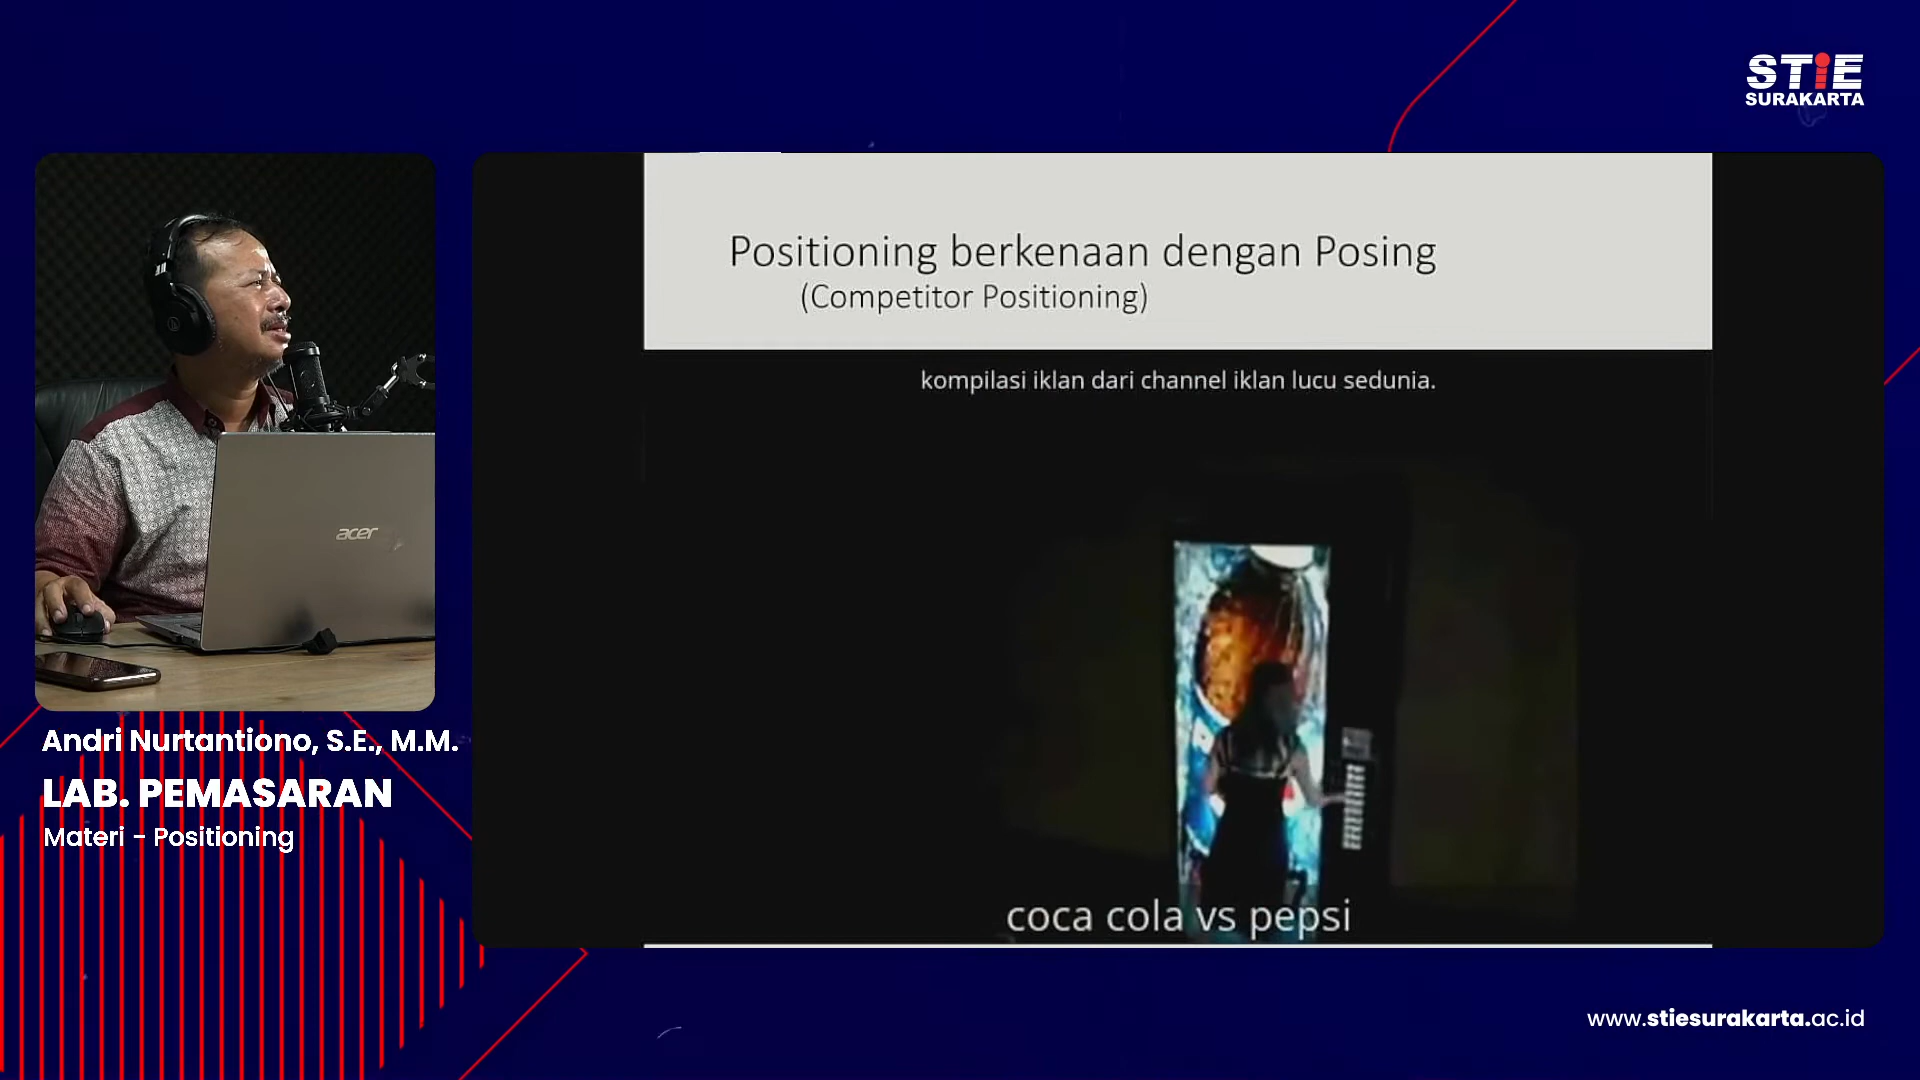 STiE
SURAKARTA
Positioning berkenaan dengan Posing
(Competitor Positioning)
kompilasi iklan dari channel iklan lucu sedunia.
coca cola vs pepsi
acer
Andri Nurtantiono, S.E., M.M.
LAB. PEMASARAN
Materi - Positioning
www.stiesurakarta.ac.id